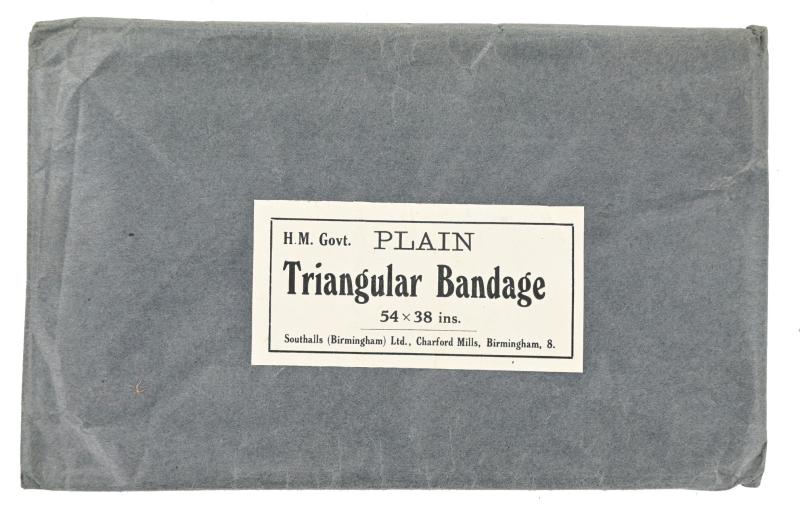 H.M. Govt. PLAIN
Triangular Bandage
54 × 38 ins.
Southalls (Birmingham) Ltd., Charford Mills, Birmingham, 8.